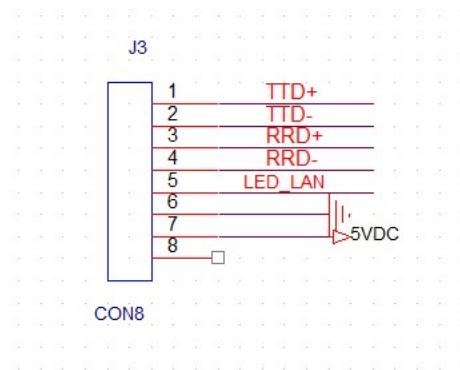 J3
1 TTD+
2 TTD-
3 RRD+
4 RRD-
5 LED_LAN
6
7 5VDC
8
CON8